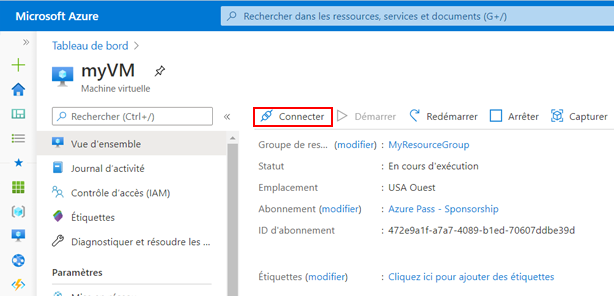 Microsoft Azure
Rechercher dans les ressources, services et documents (G+/)
Tableau de bord >
myVM
Machine virtuelle
Rechercher (Ctrl+/)
«
Connecter
Démarrer
Redémarrer
Arrêter
Capturer
Vue d'ensemble
Journal d'activité
Contrôle d'accès (IAM)
Étiquettes
Diagnostiquer et résoudre les ...
Paramètres
Groupe de res... (modifier) : MyResourceGroup
Statut : En cours d'exécution
Emplacement : USA Ouest
Abonnement (modifier) : Azure Pass - Sponsorship
ID d'abonnement : 472e9a1f-a7a7-4089-b1ed-70607ddbe39d
Étiquettes (modifier) : Cliquez ici pour ajouter des étiquettes